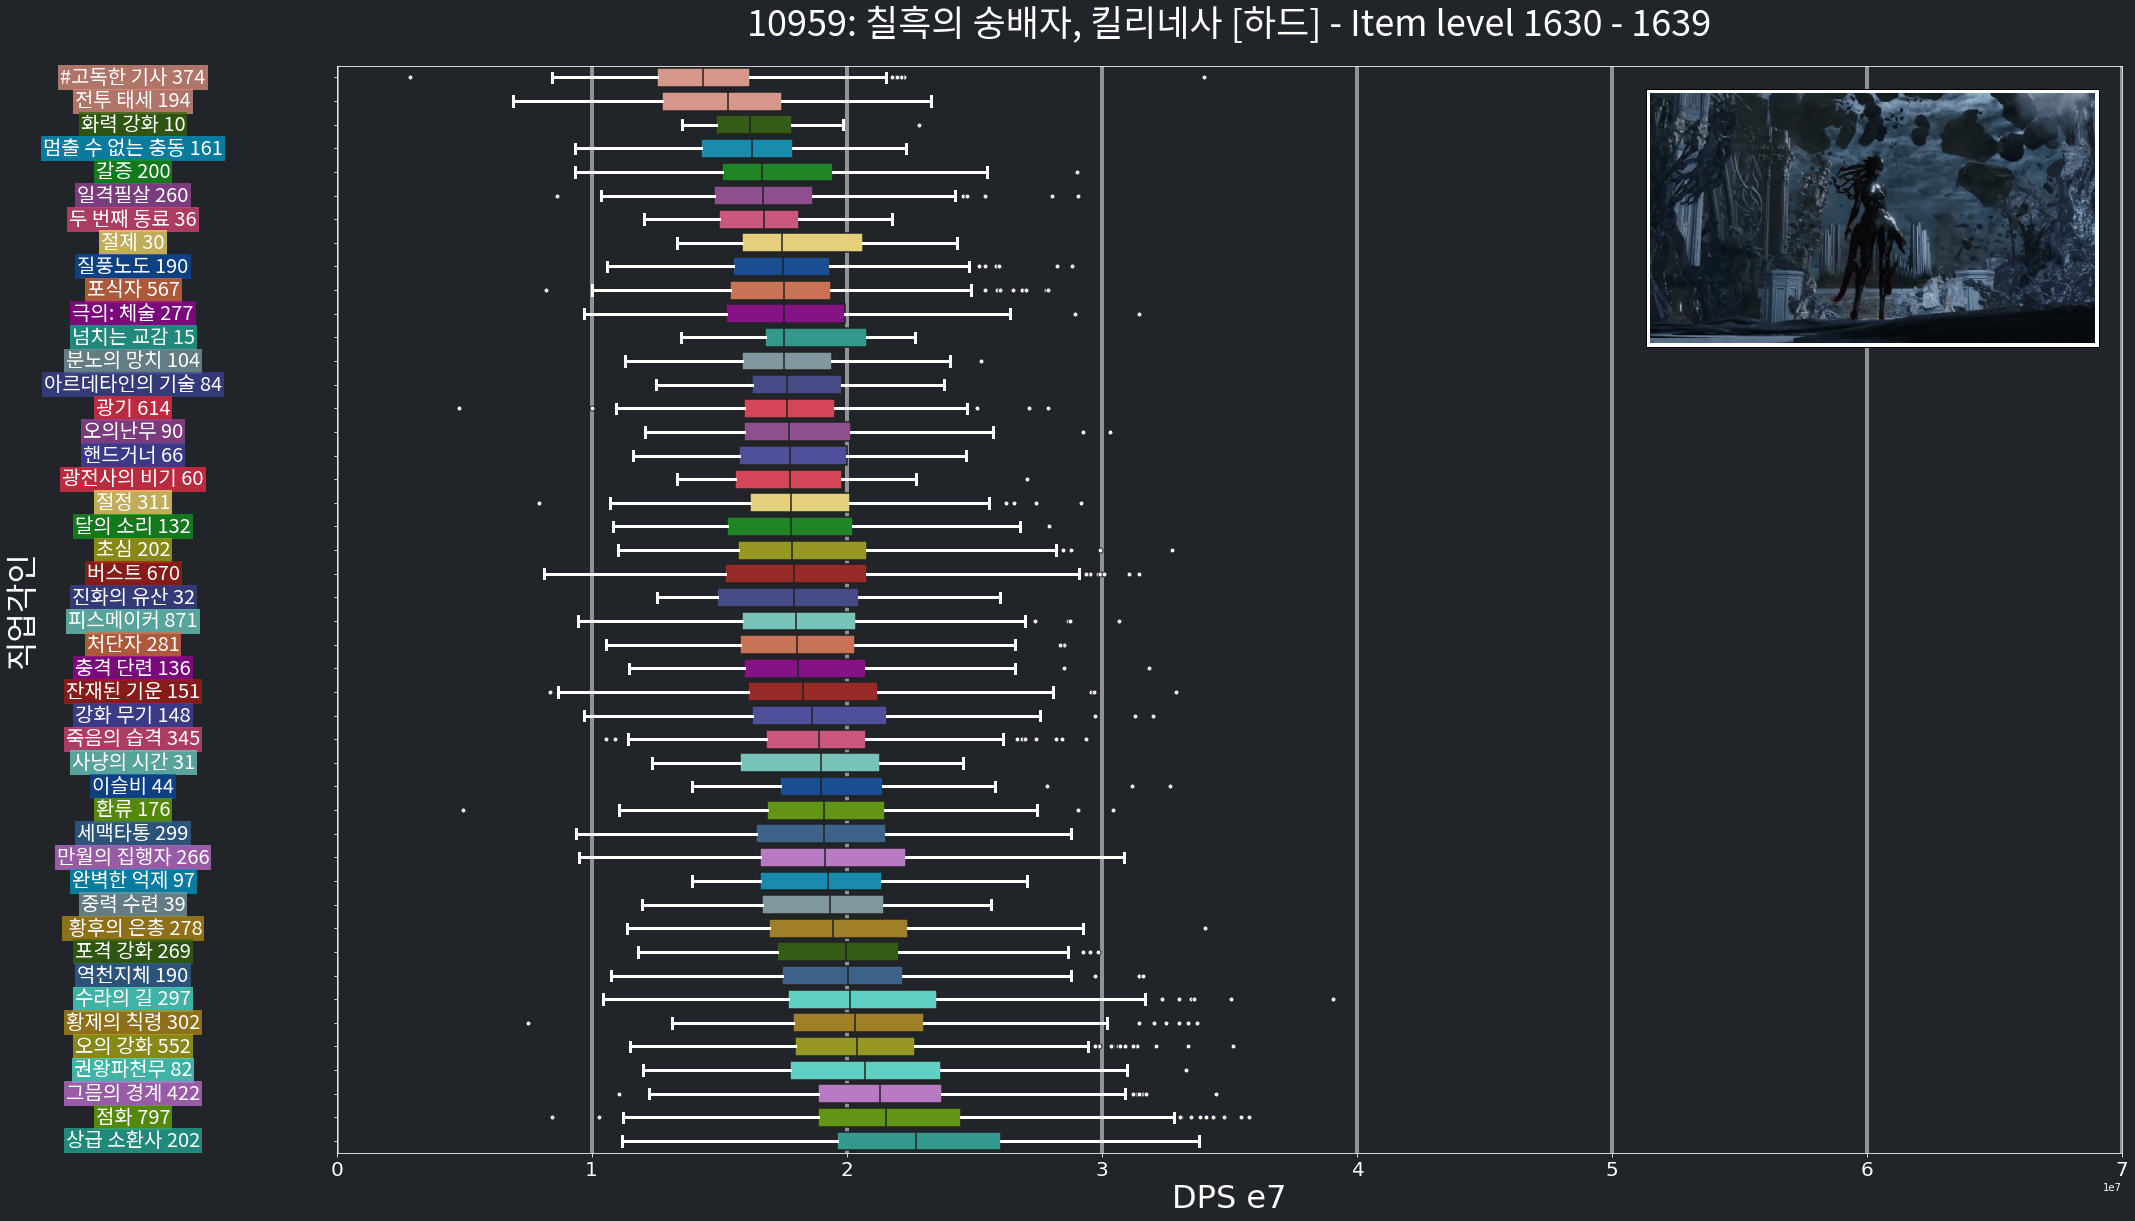 10959: 칠흑의 숭배자, 킬리네사 [하드] - Item level 1630 - 1639
#고독한 기사 374
전투 태세 194
화력 강화 10
멈출 수 없는 충동 161
갈증 200
일격필살 260
두 번째 동료 36
절제 30
질풍노도 190
포식자 567
극의: 체술 277
넘치는 교감 15
분노의 망치 104
아르데타인의 기술 84
광기 614
오의난무 90
핸드거너 66
광전사의 비기 60
절정 311
달의 소리 132
초심 202
버스트 670
진화의 유산 32
피스메이커 871
처단자 281
충격 단련 136
잔재된 기운 151
강화 무기 148
죽음의 습격 345
사냥의 시간 31
이슬비 44
환류 176
세맥타통 299
만월의 집행자 266
완벽한 억제 97
중력 수련 39
황후의 은총 278
포격 강화 269
역천지체 190
수라의 길 297
황제의 칙령 302
오의 강화 552
권왕파천무 82
그믐의 경계 422
점화 797
상급 소환사 202
직업각인
0 1 2 3 4 5 6 7
1e7
DPS e7